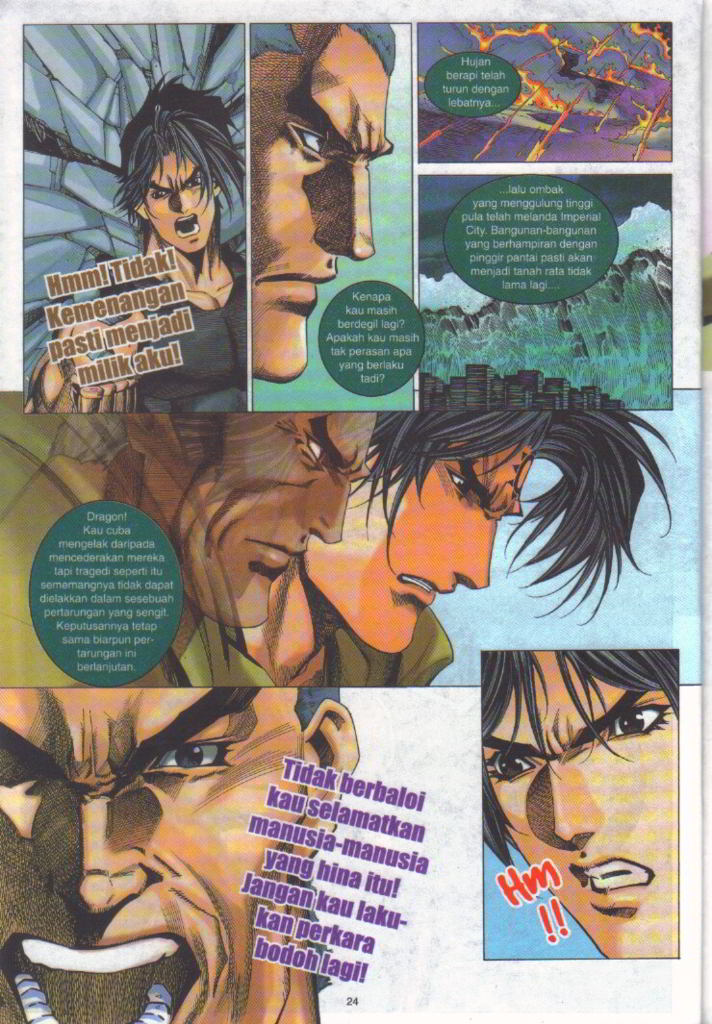 Hmm! Tidak!
Kemenangan
pasti menjadi
milik aku!
Kenapa
kau masih
berdegil lagi?
Apakah kau masih
tak perasan apa
yang berlaku
tadi?
Hujan
berapi telah
turun dengan
lebatnya...
...lalu ombak
yang menggulung tinggi
pula telah melanda Imperial
City. Bangunan-bangunan
yang berhampiran dengan
pinggir pantai pasti akan
menjadi tanah rata tidak
lama lagi....
Dragon!
Kau cuba
mengelak daripada
mencederakan mereka
tapi tragedi seperti itu
sememangnya tidak dapat
dielakkan dalam sesebuah
pertarungan yang sengit.
Keputusannya tetap
sama biarpun per-
tarungan ini
berlanjutan.
Tidak berbaloi
kau selamatkan
manusia-manusia
yang hina itu!
Jangan kau laku-
kan perkara
bodoh lagi!
Hm
!!
24